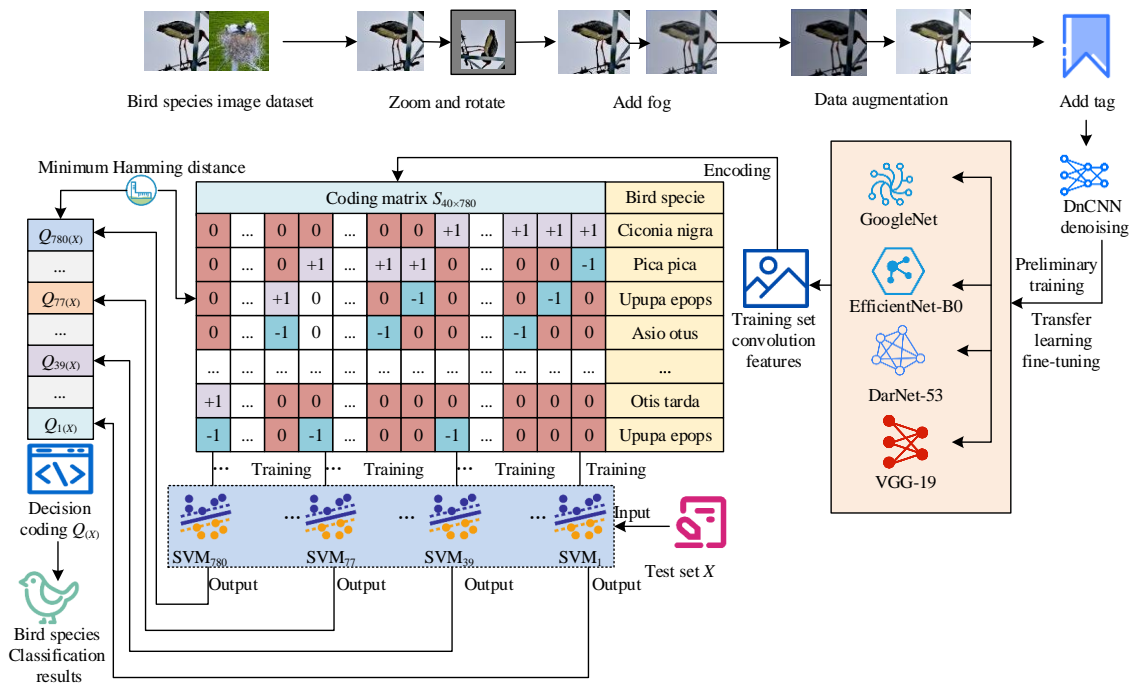 Bird species image dataset
Zoom and rotate
Add fog
Data augmentation
Add tag
Minimum Hamming distance
Encoding
DnCNN
denoising
GoogleNet
EfficientNet-B0
DarNet-53
VGG-19
Preliminary
training
Transfer
learning
fine-tuning
Training set
convolution
features
Coding matrix S40×780 Bird specie
0 ... 0 0 ... 0 0 +1 ... +1 +1 +1 Ciconia nigra
0 ... 0 +1 ... +1 +1 0 ... 0 0 -1 Pica pica
0 ... +1 0 ... 0 -1 0 ... 0 -1 0 Upupa epops
0 ... -1 0 ... -1 0 0 ... -1 0 0 Asio otus
... ... ... ... ... ... ... ... ... ... ... ... ...
+1 ... 0 0 ... 0 0 0 ... 0 0 0 Otis tarda
-1 ... 0 -1 ... 0 0 -1 ... 0 0 0 Upupa epops
Q780(X)
...
Q77(X)
...
Q39(X)
...
Q1(X)
Decision
coding Q(X)
Bird species
Classification
results
... Training ... Training ... Training Training
... ... ...
SVM780 SVM77 SVM39 SVM1
Input
Test set X
Output Output Output Output